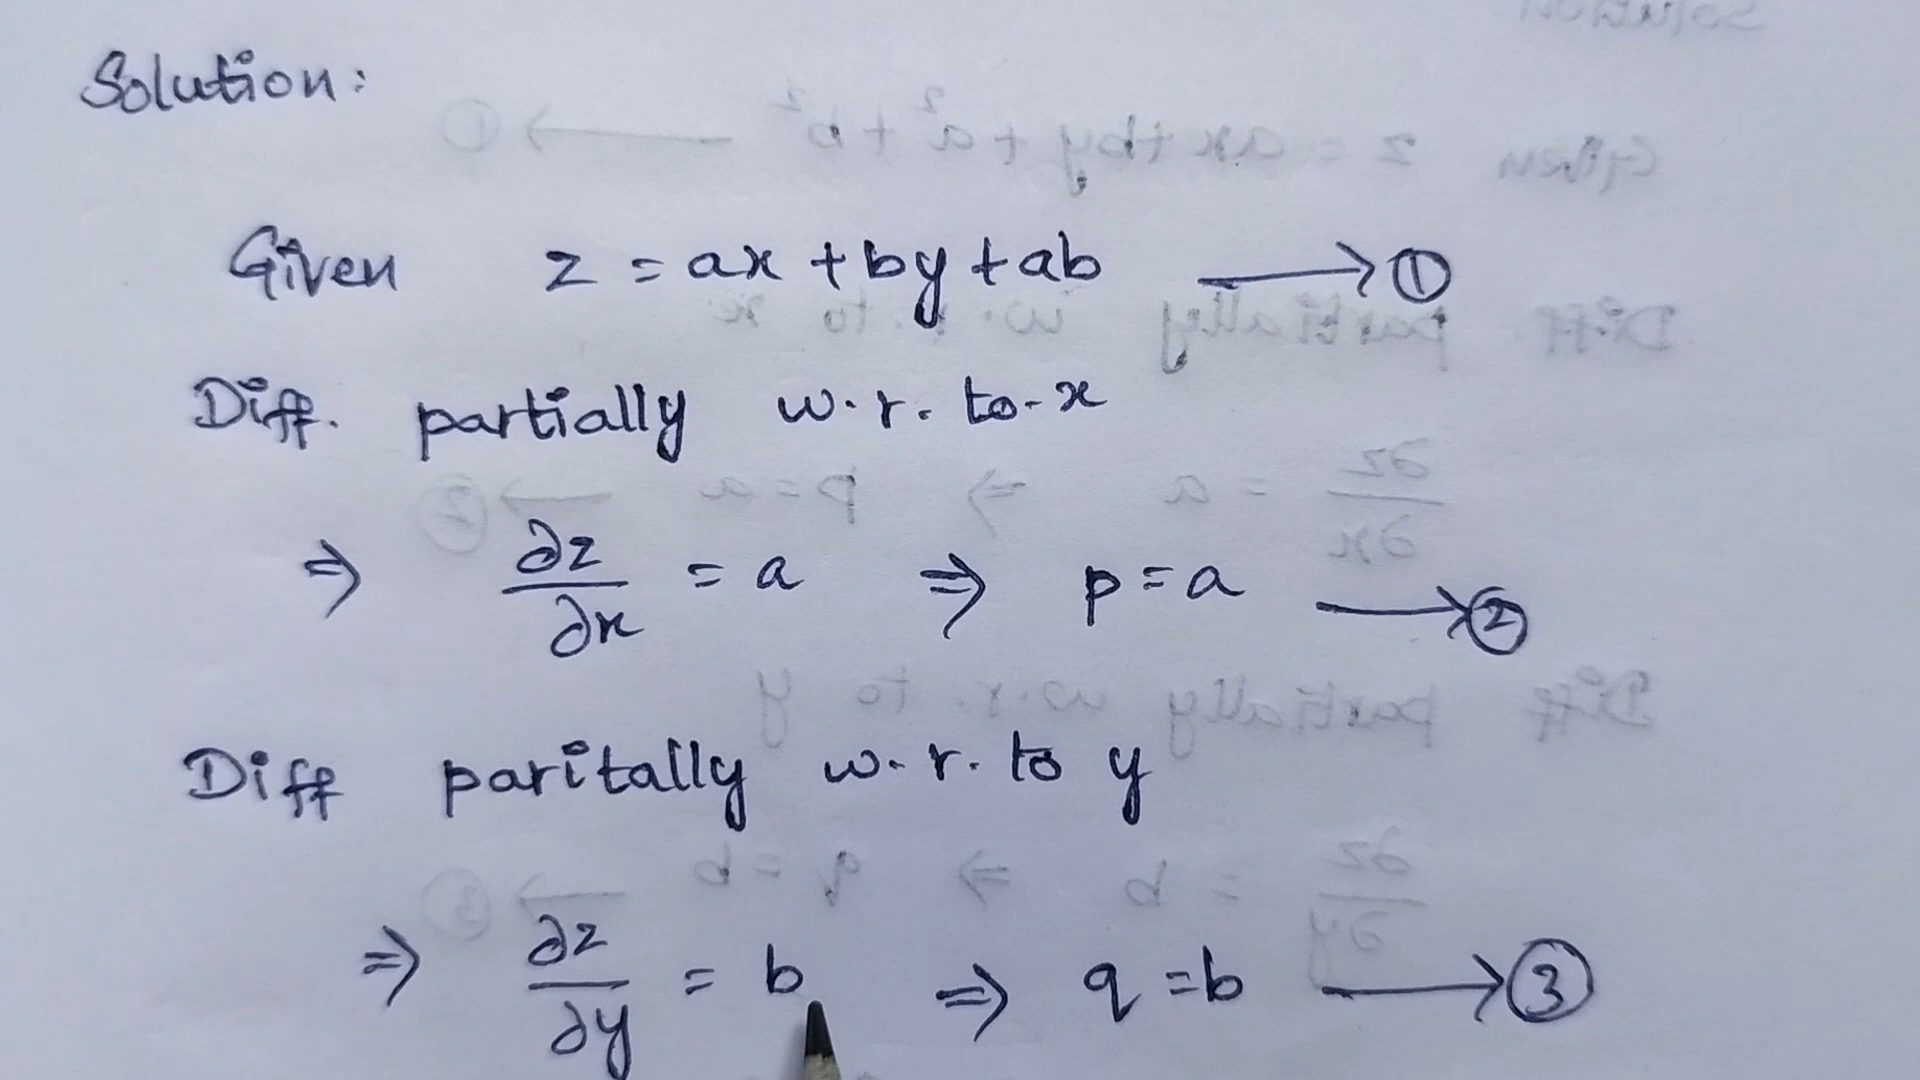 Solution:
Given z = ax + by + ab ⟶ ①
Diff. partially w.r. to x
⇒ ∂z/∂x = a ⇒ p = a ⟶ ②
Diff paritally w.r. to y
⇒ ∂z/∂y = b ⇒ q = b ⟶ ③